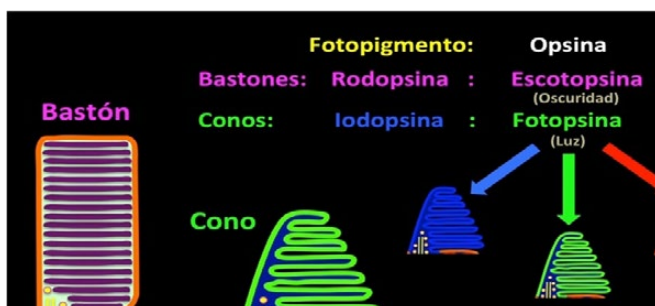 Fotopigmento: Opsina
Bastones: Rodopsina : Escotopsina
(Oscuridad)
Bastón
Conos: Iodopsina : Fotopsina
(Luz)
Cono